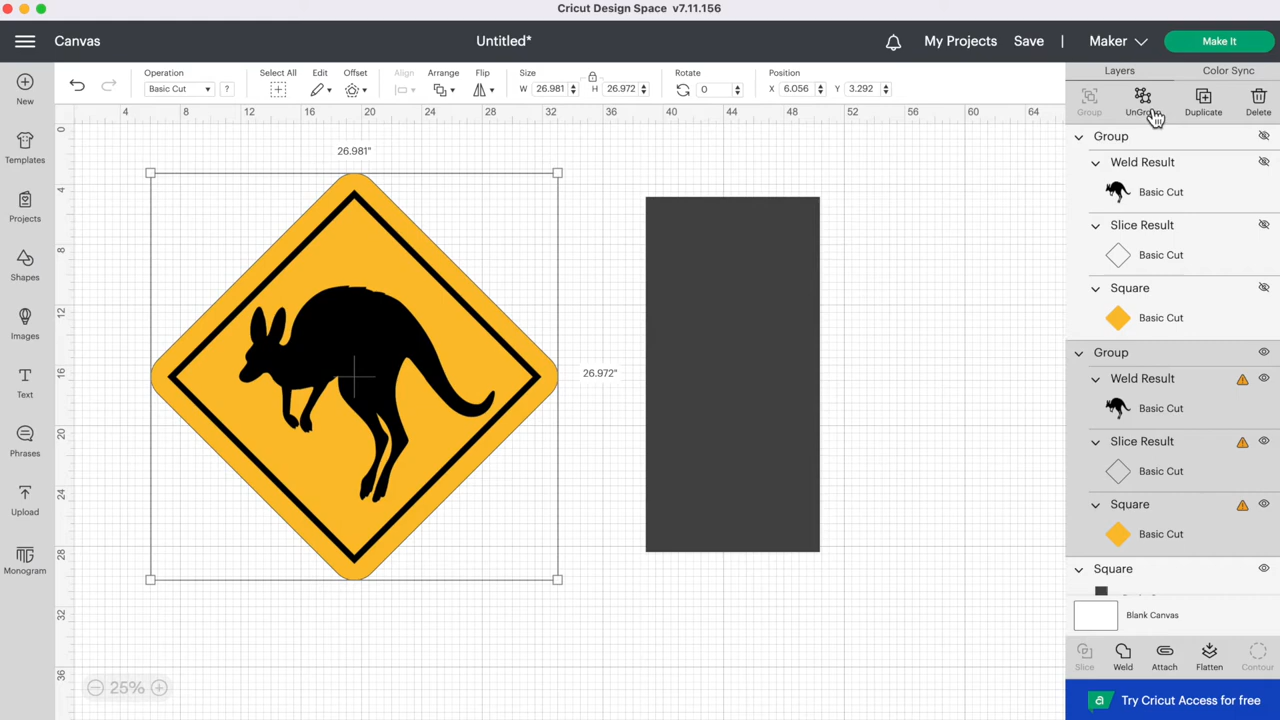 Cricut Design Space v7.11.156
Canvas
Untitled*
My Projects
Save
|
Maker
Make It
New
Templates
Projects
Shapes
Images
Text
Phrases
Upload
Monogram
Operation
Basic Cut
?
Select All
Edit
Offset
Align
Arrange
Flip
Size
W 26.981
H 26.972
Rotate
0
Position
X 6.056
Y 3.292
4 8 12 16 20 24 28 32 36 40 44 48 52 56 60 64
0
4
8
12
16
20
24
28
32
36
26.981"
26.972"
25%
Layers
Color Sync
Group
Duplicate
Delete
Group
Weld Result
Basic Cut
Slice Result
Basic Cut
Square
Basic Cut
Group
Weld Result
Basic Cut
Slice Result
Basic Cut
Square
Basic Cut
Square
Blank Canvas
Slice
Weld
Attach
Flatten
Contour
a
Try Cricut Access for free